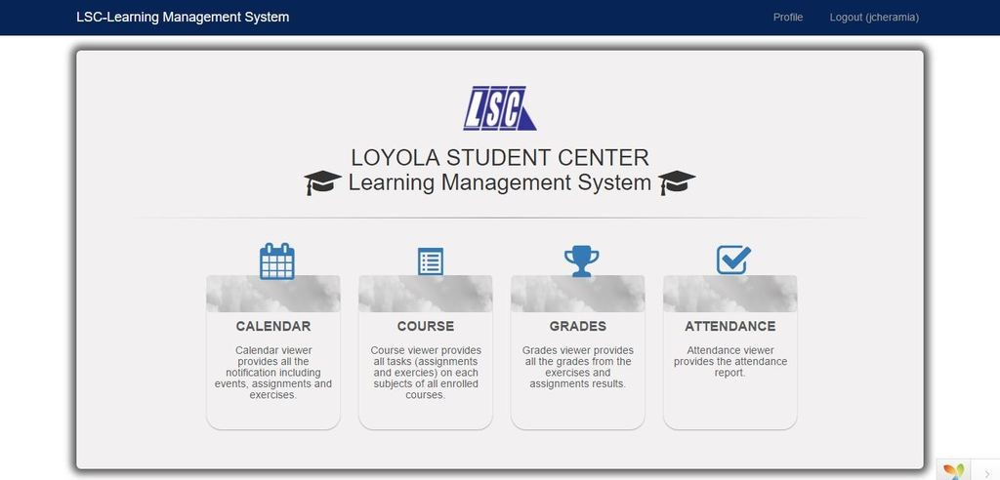 LSC-Learning Management System
Profile
Logout (jcheramia)
LSC
LOYOLA STUDENT CENTER
Learning Management System
CALENDAR
Calendar viewer
provides all the
notification including
events, assignments and
exercises.
COURSE
Course viewer provides
all tasks (assignments
and exercies) on each
subjects of all enrolled
courses.
GRADES
Grades viewer provides
all the grades from the
exercises and
assignments results.
ATTENDANCE
Attendance viewer
provides the attendance
report.